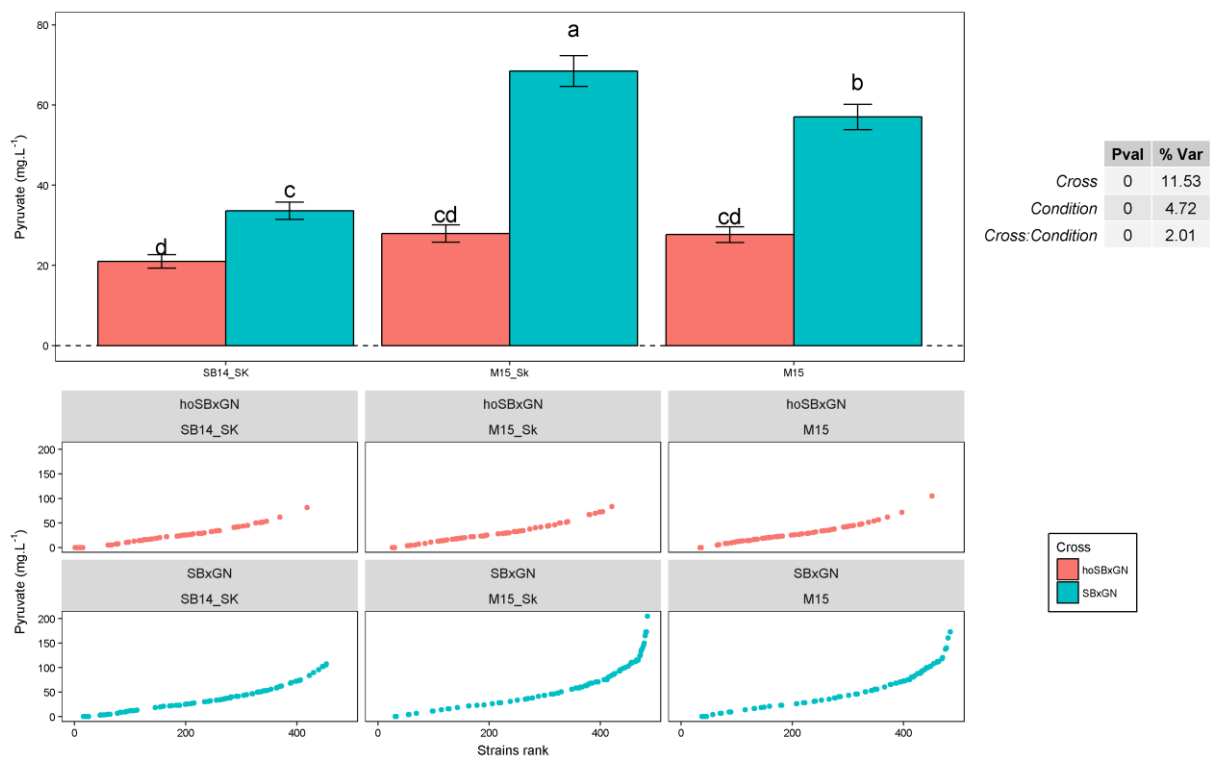 80
60
40
20
0
Pyruvate (mg.L⁻¹)
a
b
c
d
cd
cd
SB14_SK
M15_Sk
M15
Pval % Var
Cross 0 11.53
Condition 0 4.72
Cross:Condition 0 2.01
hoSBxGN hoSBxGN hoSBxGN
SB14_SK M15_Sk M15
200
150
100
50
0
SBxGN SBxGN SBxGN
SB14_SK M15_Sk M15
200
150
100
50
0
Pyruvate (mg.L⁻¹)
0 200 400 0 200 400 0 200 400
Strains rank
Cross
hoSBxGN
SBxGN